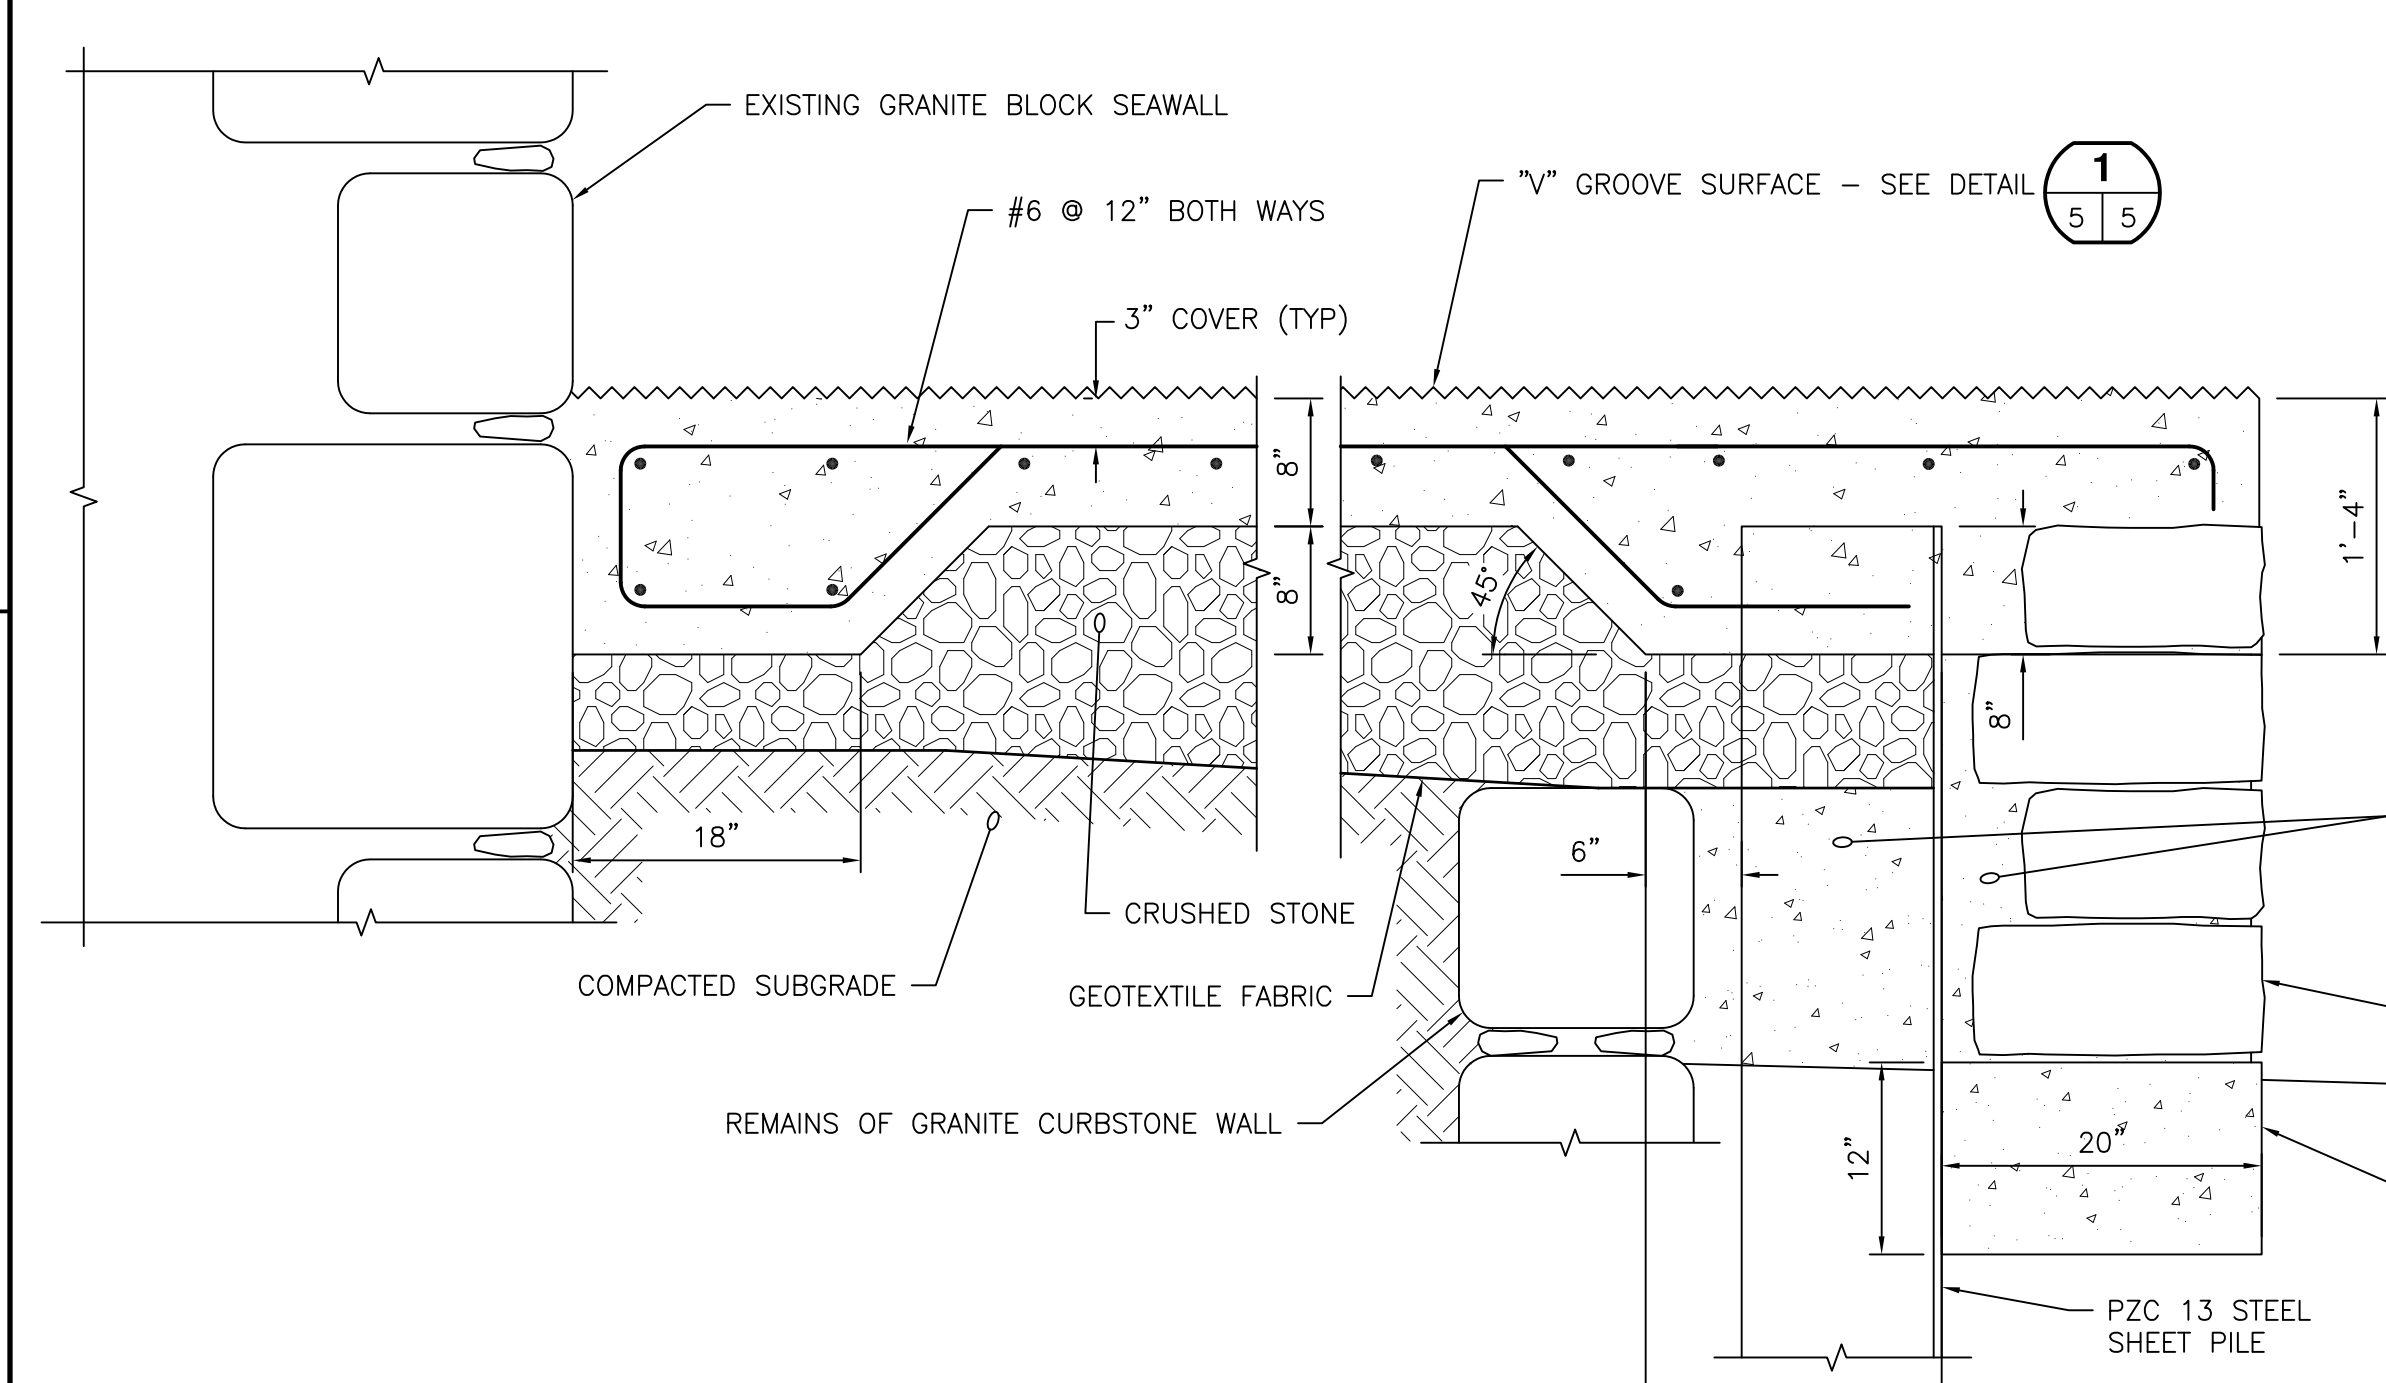 EXISTING GRANITE BLOCK SEAWALL
"V" GROOVE SURFACE – SEE DETAIL
1
5 5
#6 @ 12" BOTH WAYS
3" COVER (TYP)
8"
8"
45°
1'–4"
8"
18"
6"
CRUSHED STONE
COMPACTED SUBGRADE
GEOTEXTILE FABRIC
REMAINS OF GRANITE CURBSTONE WALL
12"
20"
PZC 13 STEEL
SHEET PILE